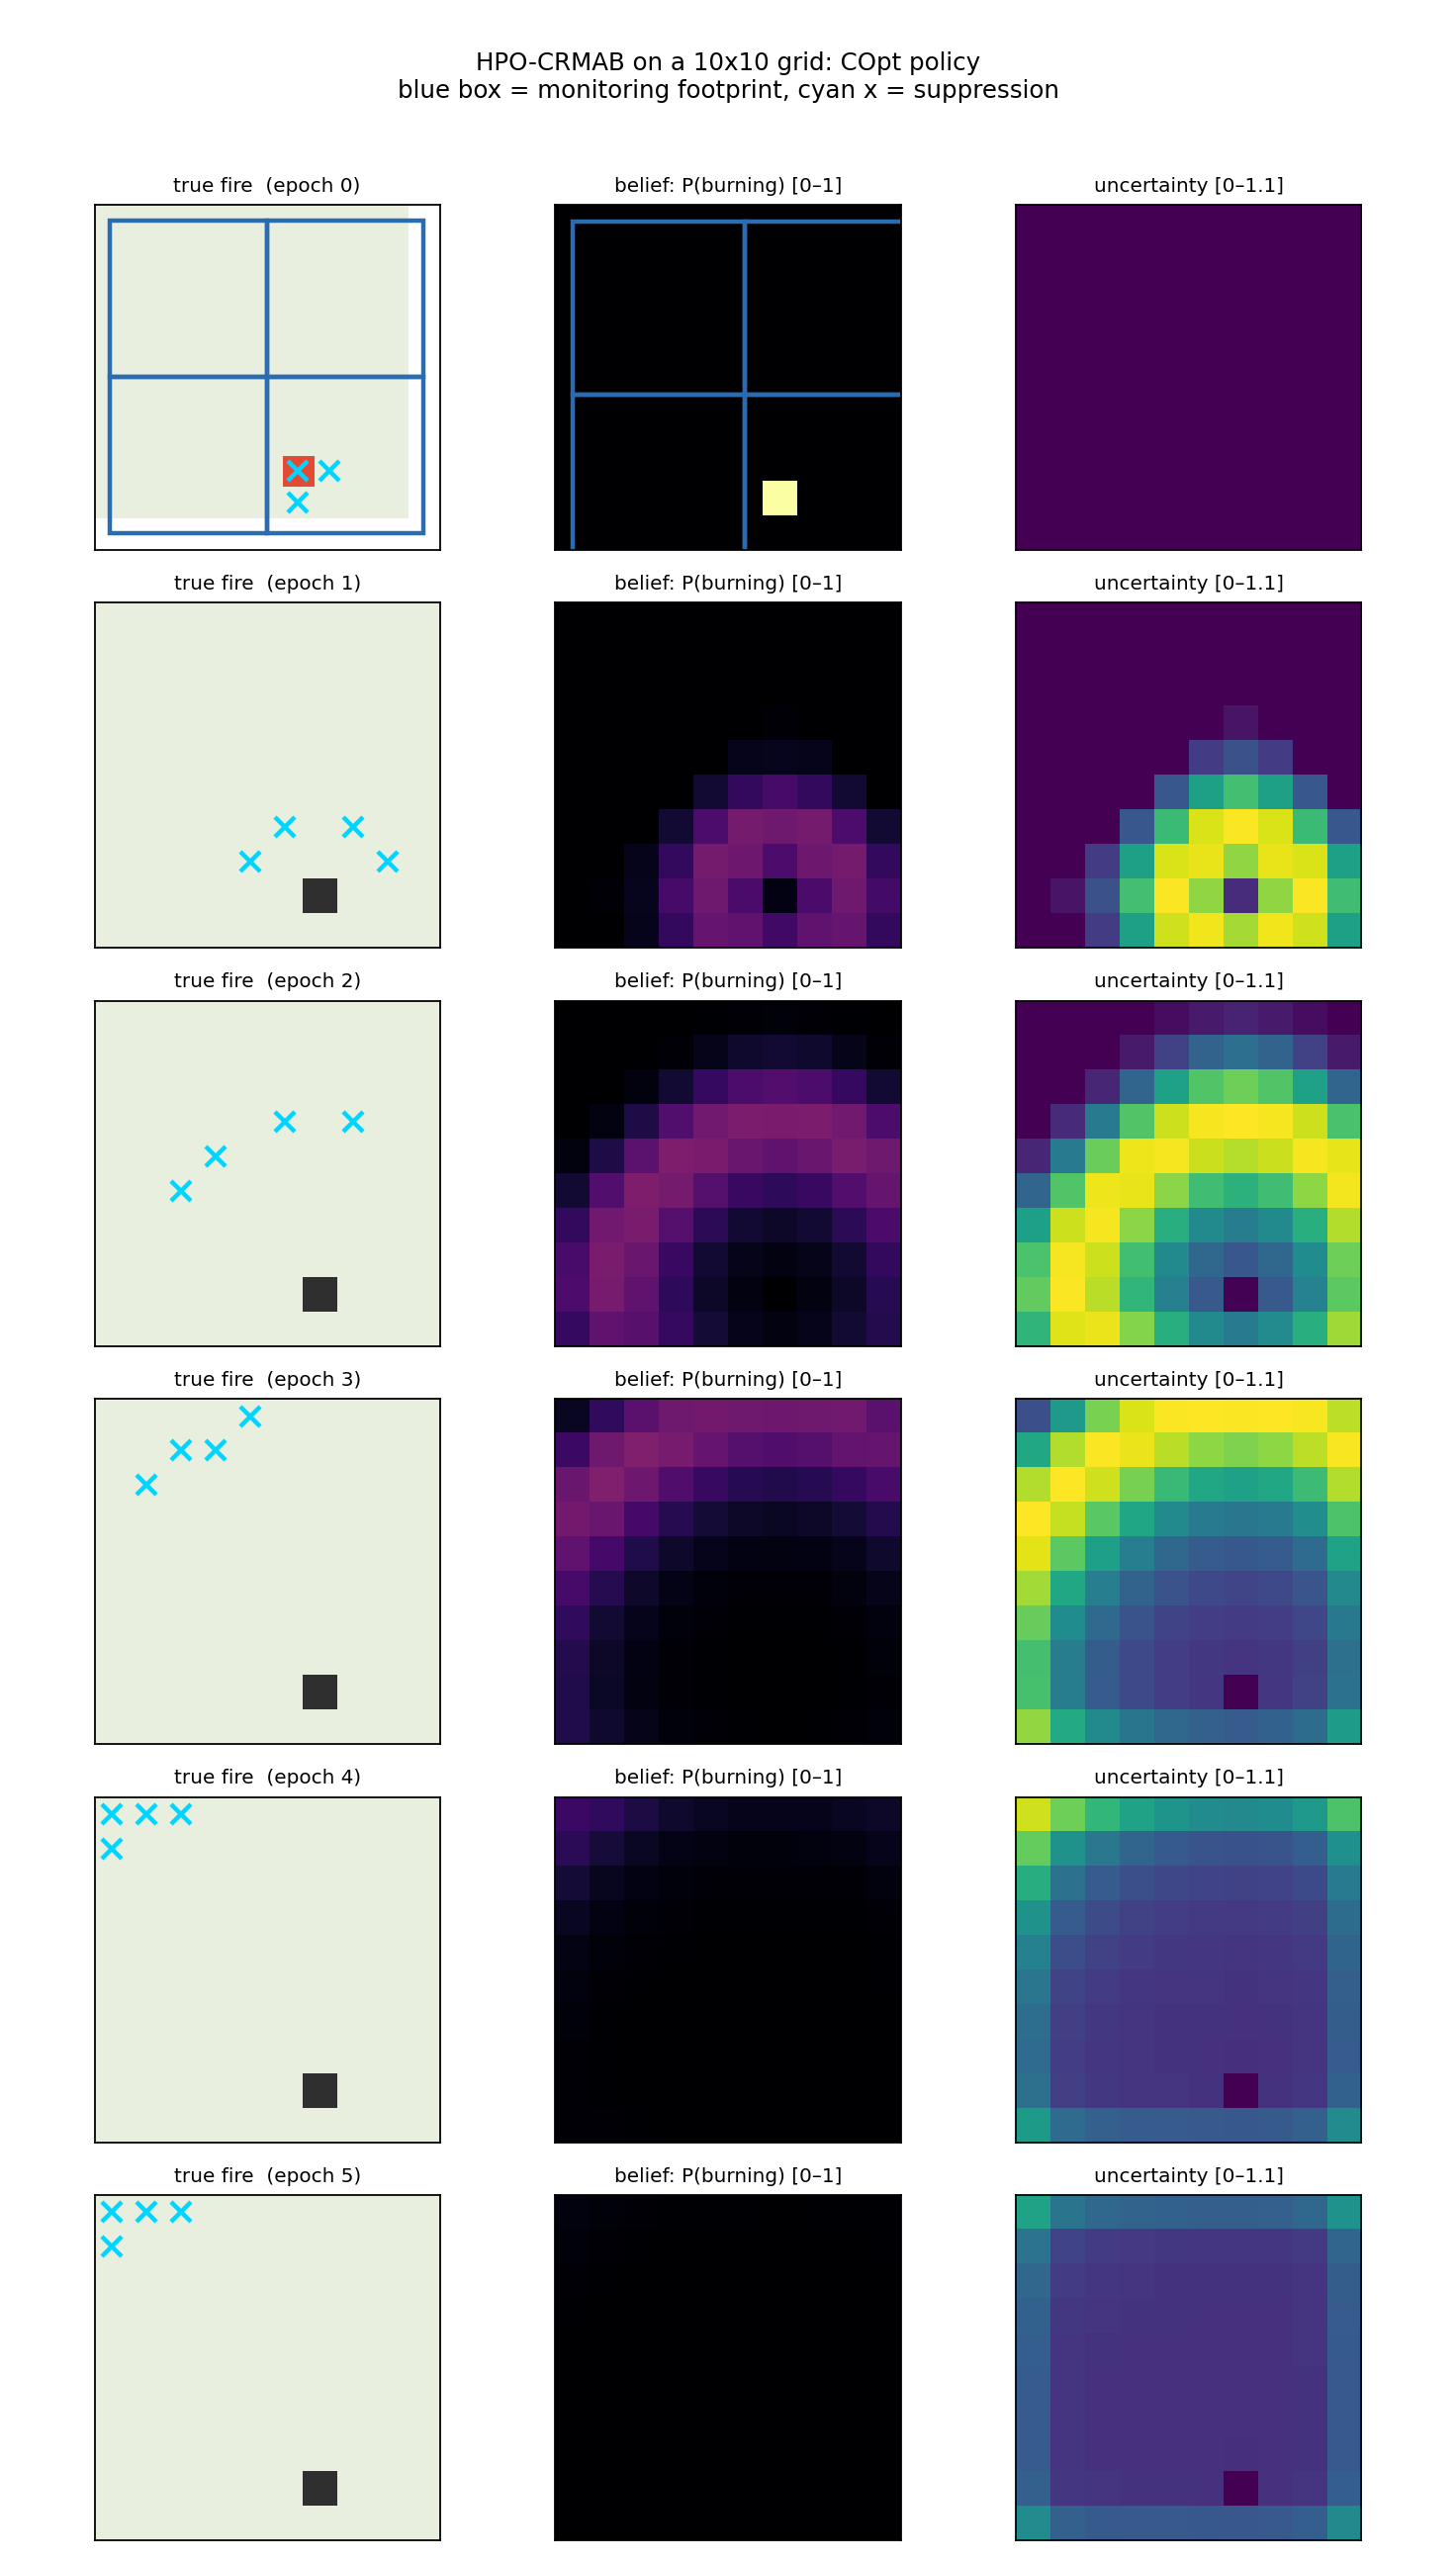 HPO-CRMAB on a 10x10 grid: COpt policy
blue box = monitoring footprint, cyan x = suppression
true fire  (epoch 0)
belief: P(burning) [0–1]
uncertainty [0–1.1]
true fire  (epoch 1)
belief: P(burning) [0–1]
uncertainty [0–1.1]
true fire  (epoch 2)
belief: P(burning) [0–1]
uncertainty [0–1.1]
true fire  (epoch 3)
belief: P(burning) [0–1]
uncertainty [0–1.1]
true fire  (epoch 4)
belief: P(burning) [0–1]
uncertainty [0–1.1]
true fire  (epoch 5)
belief: P(burning) [0–1]
uncertainty [0–1.1]